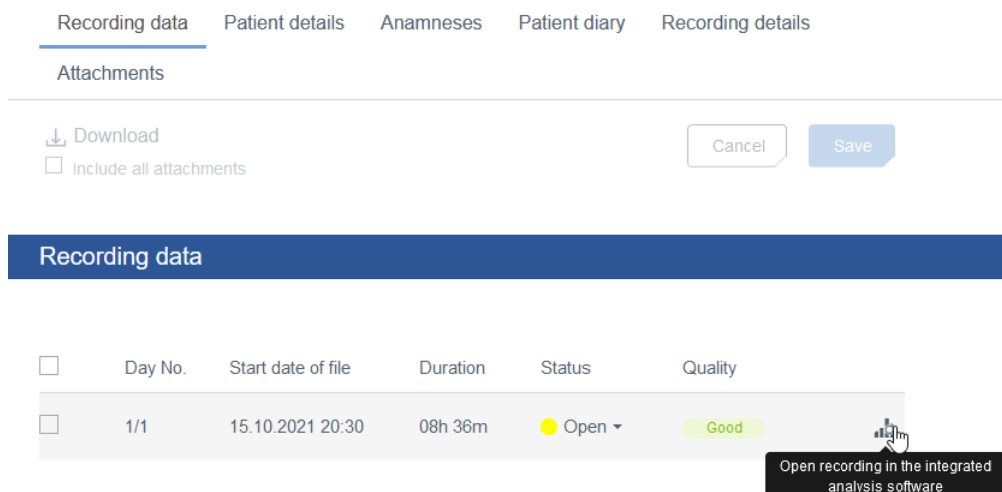 Recording data Patient details Anamneses Patient diary Recording details
Attachments
Download
Include all attachments
Cancel Save
Recording data
Day No. Start date of file Duration Status Quality
1/1 15.10.2021 20:30 08h 36m Open Good
Open recording in the integrated
analysis software